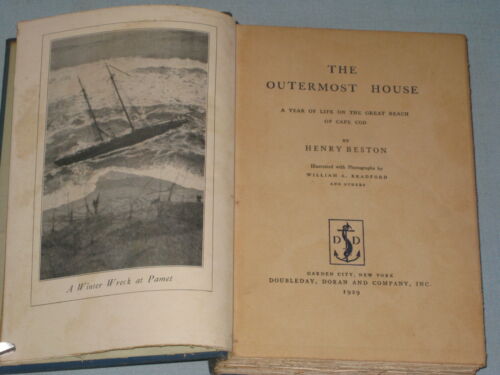 A Winter Wreck at Pamet
THE
OUTERMOST HOUSE
A YEAR OF LIFE ON THE GREAT BEACH
OF CAPE COD
BY
HENRY BESTON
Illustrated with Photographs by
WILLIAM A. BRADFORD
AND OTHERS
D D
GARDEN CITY, NEW YORK
DOUBLEDAY, DORAN AND COMPANY, INC.
1929